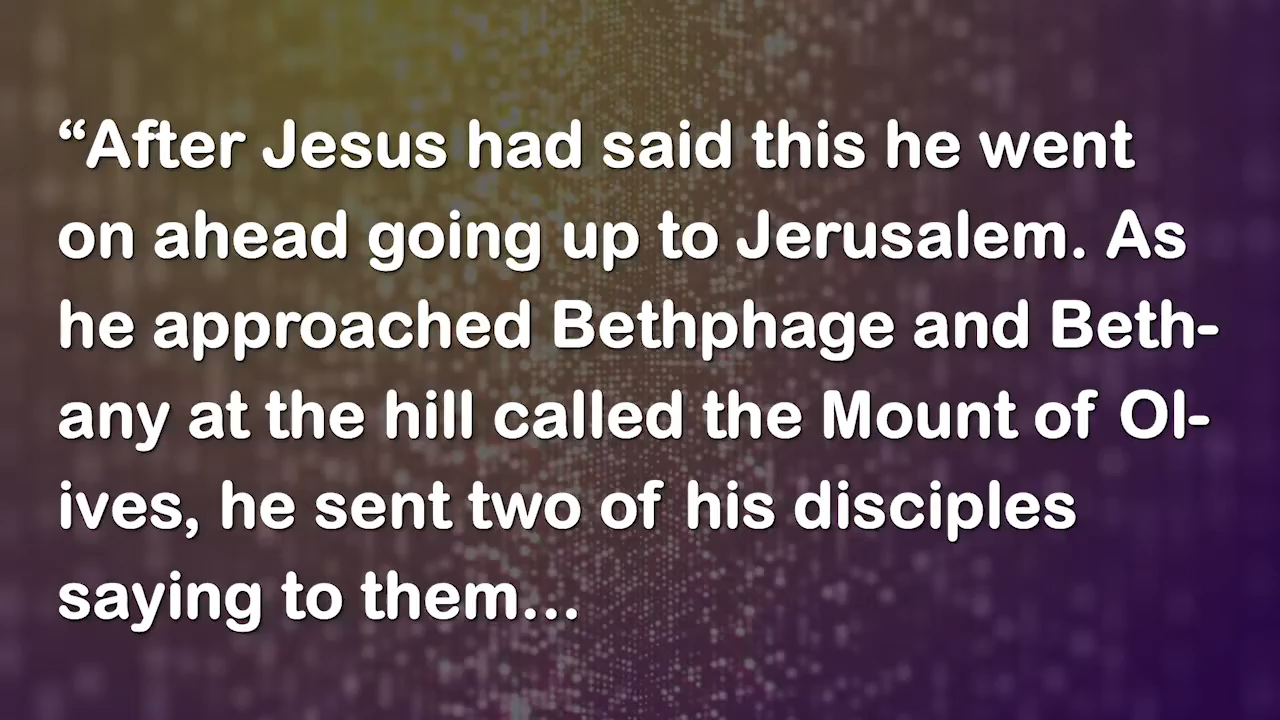 “After Jesus had said this he went
on ahead going up to Jerusalem. As
he approached Bethphage and Beth-
any at the hill called the Mount of Ol-
ives, he sent two of his disciples
saying to them...